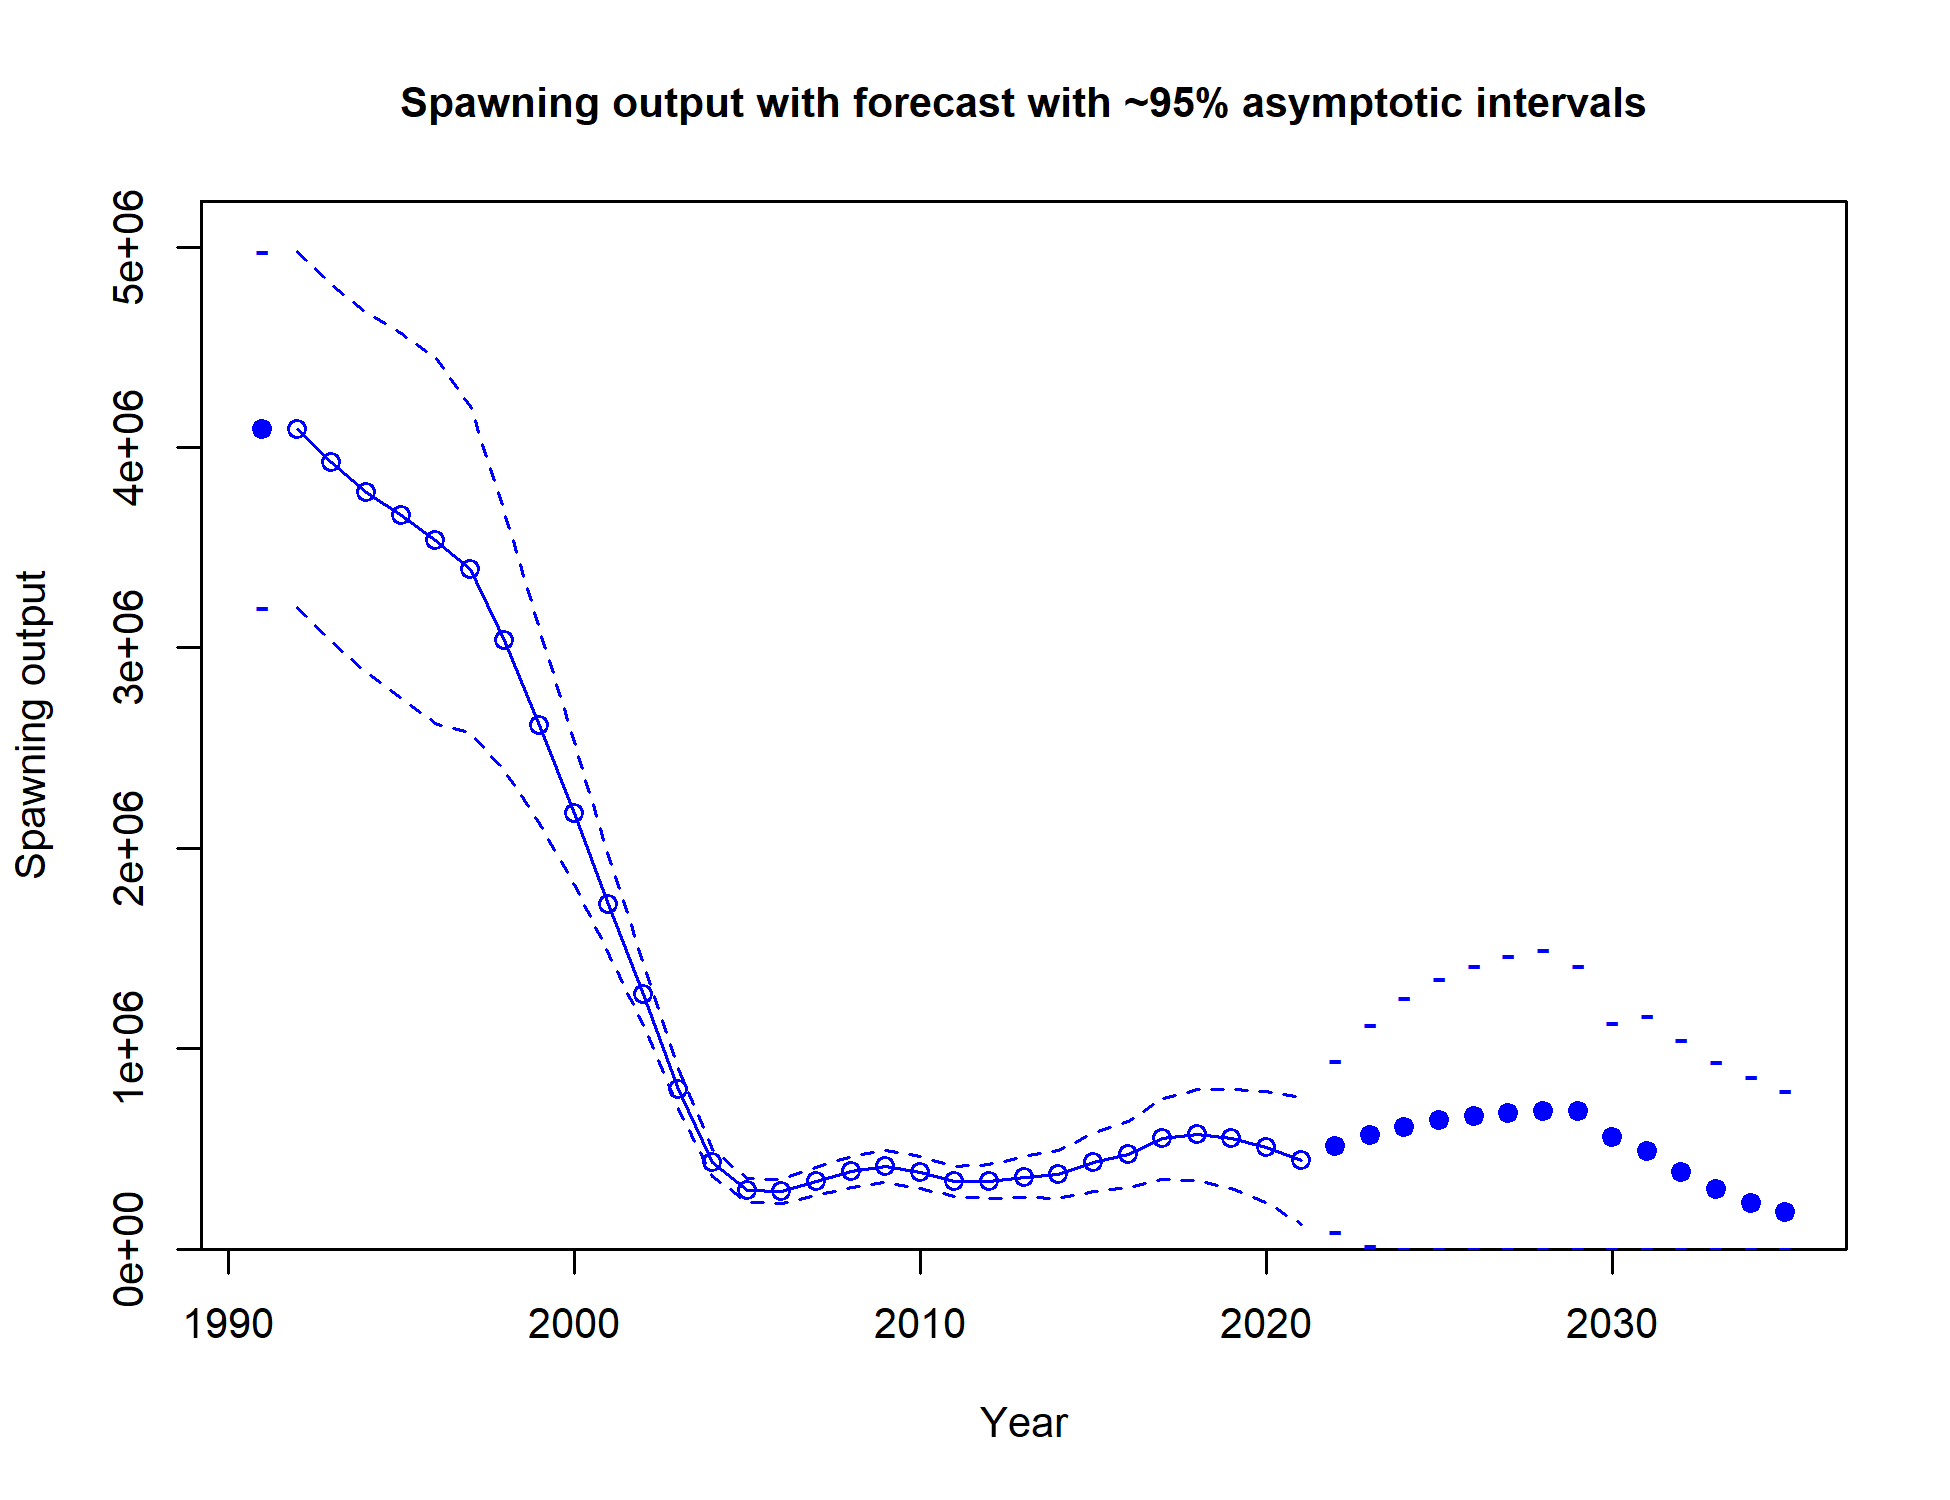 Spawning output with forecast with ~95% asymptotic intervals
Spawning output
5e+06
4e+06
3e+06
2e+06
1e+06
0e+00
1990 2000 2010 2020 2030
Year